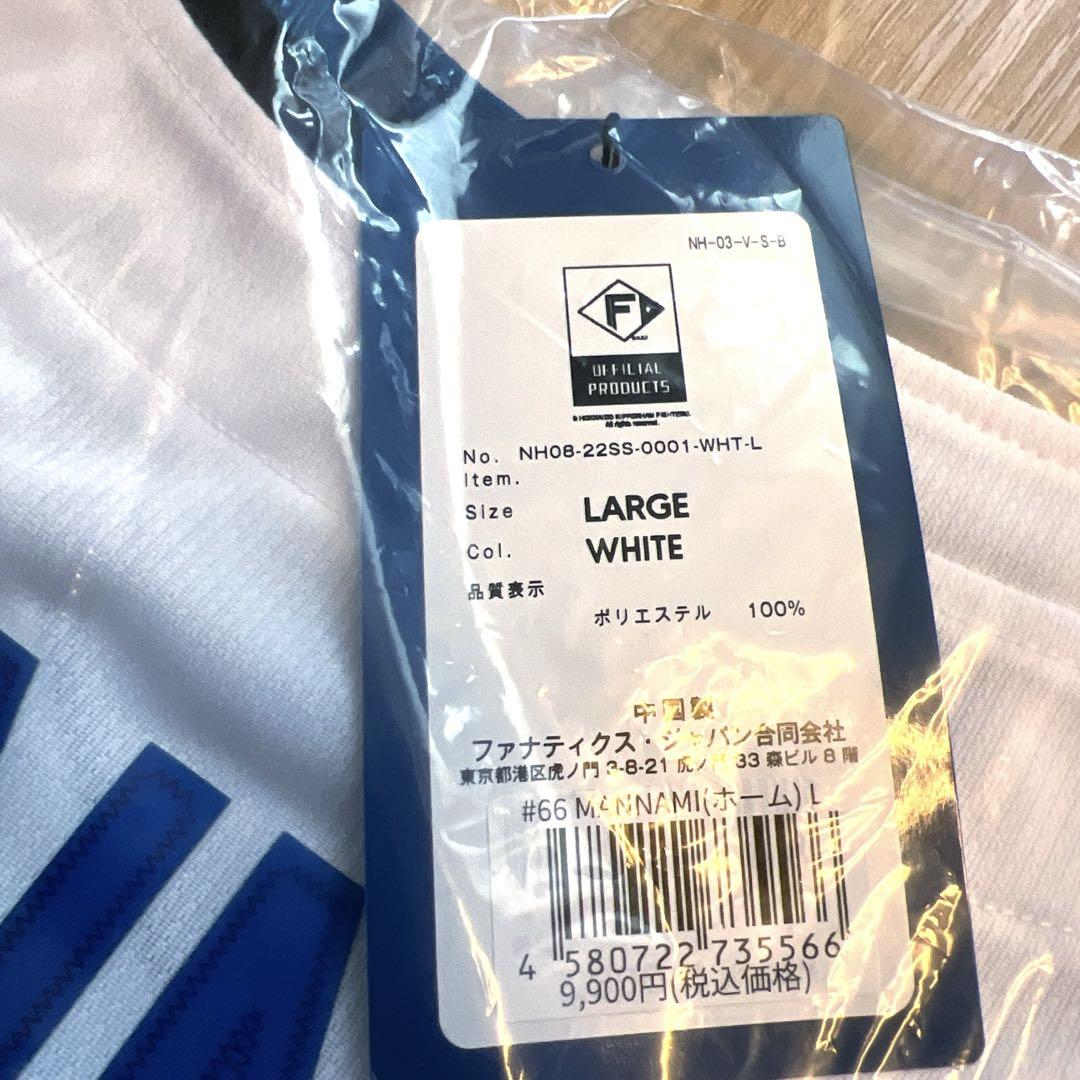 NH-03-V-S-B
F
OFFICIAL
PRODUCTS
All rights reserved.
No. NH08-22SS-0001-WHT-L
Item.
Size LARGE
Col. WHITE
品質表示
ポリエステル 100%
中国製
ファナティクス・ジャパン合同会社
東京都港区虎ノ門 3-8-21 虎ノ門 33 森ビル 8 階
#66 MANNAMI(ホーム) L
4 580722 735566
9,900円(税込価格)